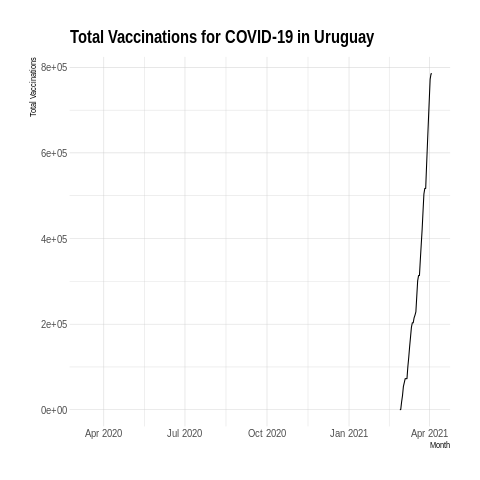 Total Vaccinations for COVID-19 in Uruguay
Total Vaccinations
8e+05
6e+05
4e+05
2e+05
0e+00
Apr 2020 Jul 2020 Oct 2020 Jan 2021 Apr 2021
Month